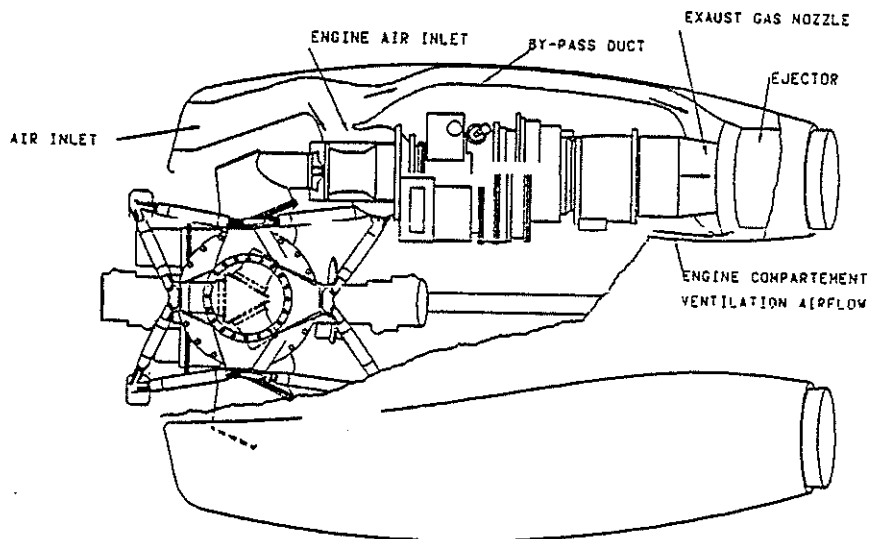 EXAUST GAS NOZZLE
ENGINE AIR INLET
BY-PASS DUCT
EJECTOR
AIR INLET
ENGINE COMPARTEMENT
VENTILATION AIRFLOW